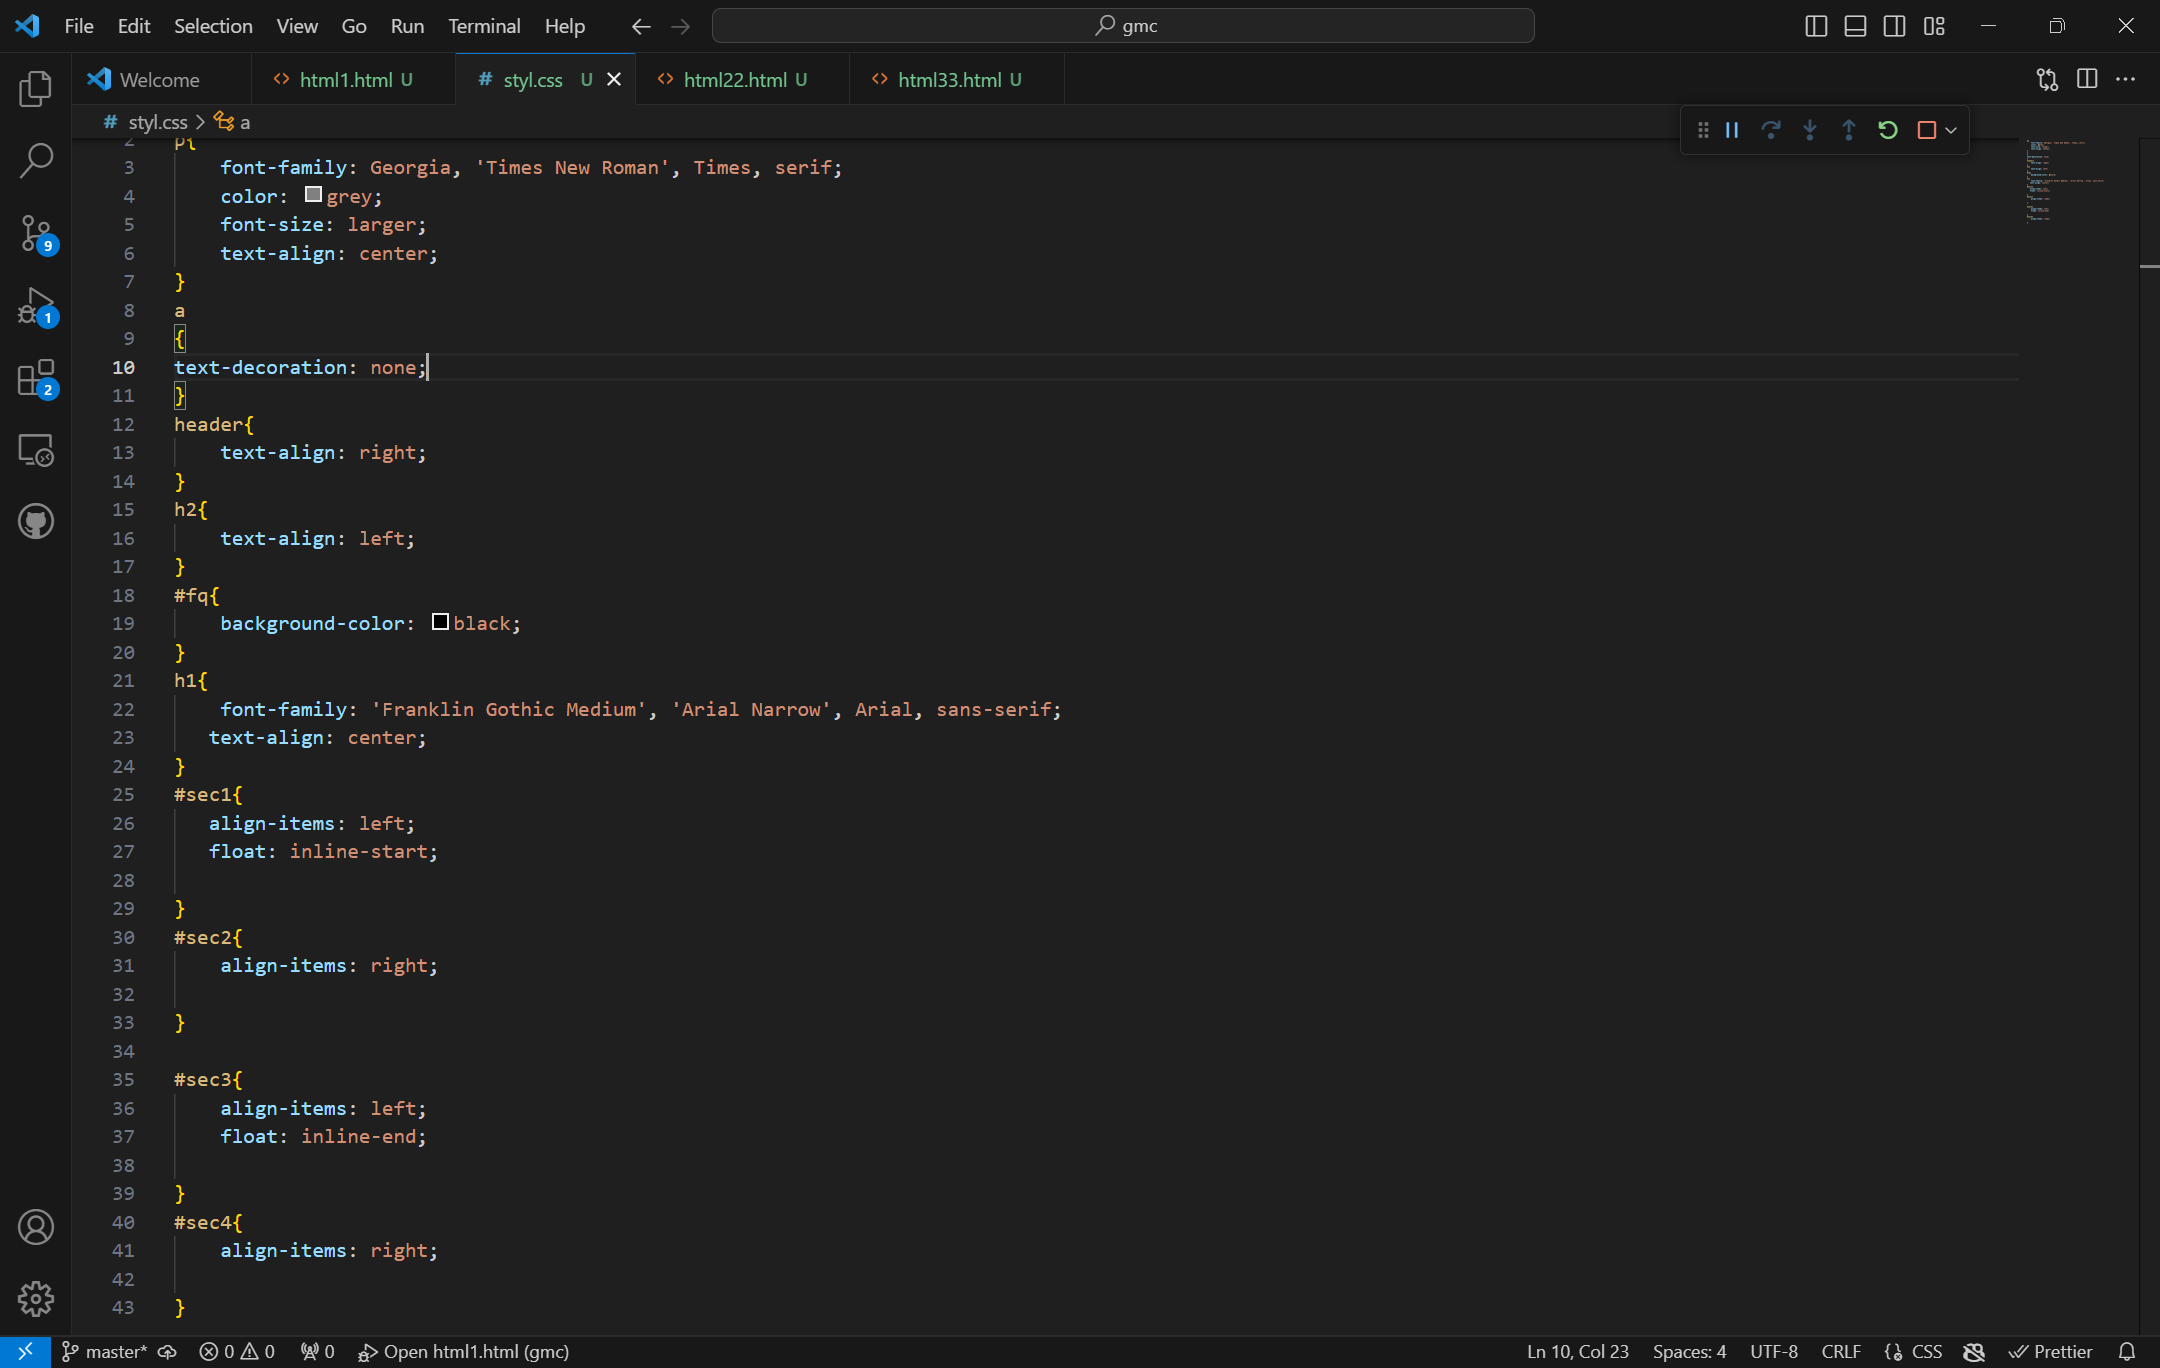 File Edit Selection View Go Run Terminal Help gmc
Welcome html1.html U # styl.css U html22.html U html33.html U
# styl.css > a
2 p{
3 font-family: Georgia, 'Times New Roman', Times, serif;
4 color: grey;
5 font-size: larger;
6 text-align: center;
7 }
8 a
9 {
10 text-decoration: none;
11 }
12 header{
13 text-align: right;
14 }
15 h2{
16 text-align: left;
17 }
18 #fq{
19 background-color: black;
20 }
21 h1{
22 font-family: 'Franklin Gothic Medium', 'Arial Narrow', Arial, sans-serif;
23 text-align: center;
24 }
25 #sec1{
26 align-items: left;
27 float: inline-start;
28
29 }
30 #sec2{
31 align-items: right;
32
33 }
34
35 #sec3{
36 align-items: left;
37 float: inline-end;
38
39 }
40 #sec4{
41 align-items: right;
42
43 }
9
1
2
master* 0 0 0 Open html1.html (gmc) Ln 10, Col 23 Spaces: 4 UTF-8 CRLF CSS Prettier